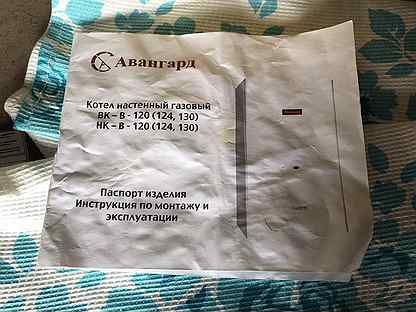 Авангард
Котел настенный газовый
ВК – В - 120 (124, 130)
НК – В - 120 (124, 130)
Паспорт изделия
Инструкция по монтажу и
эксплуатации